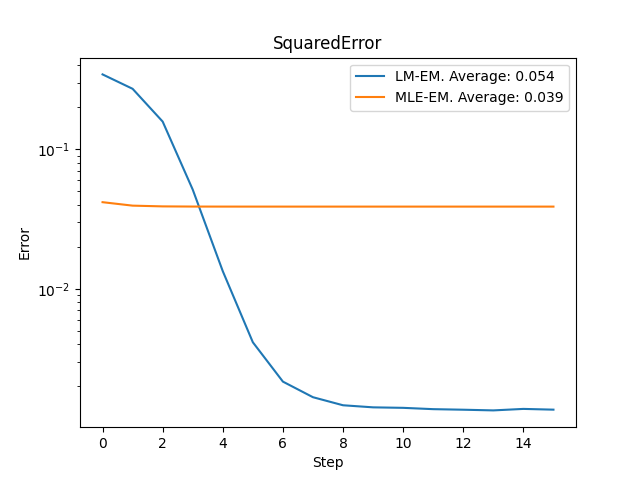 SquaredError
LM-EM. Average: 0.054
MLE-EM. Average: 0.039
Error
10⁻¹
10⁻²
0 2 4 6 8 10 12 14
Step